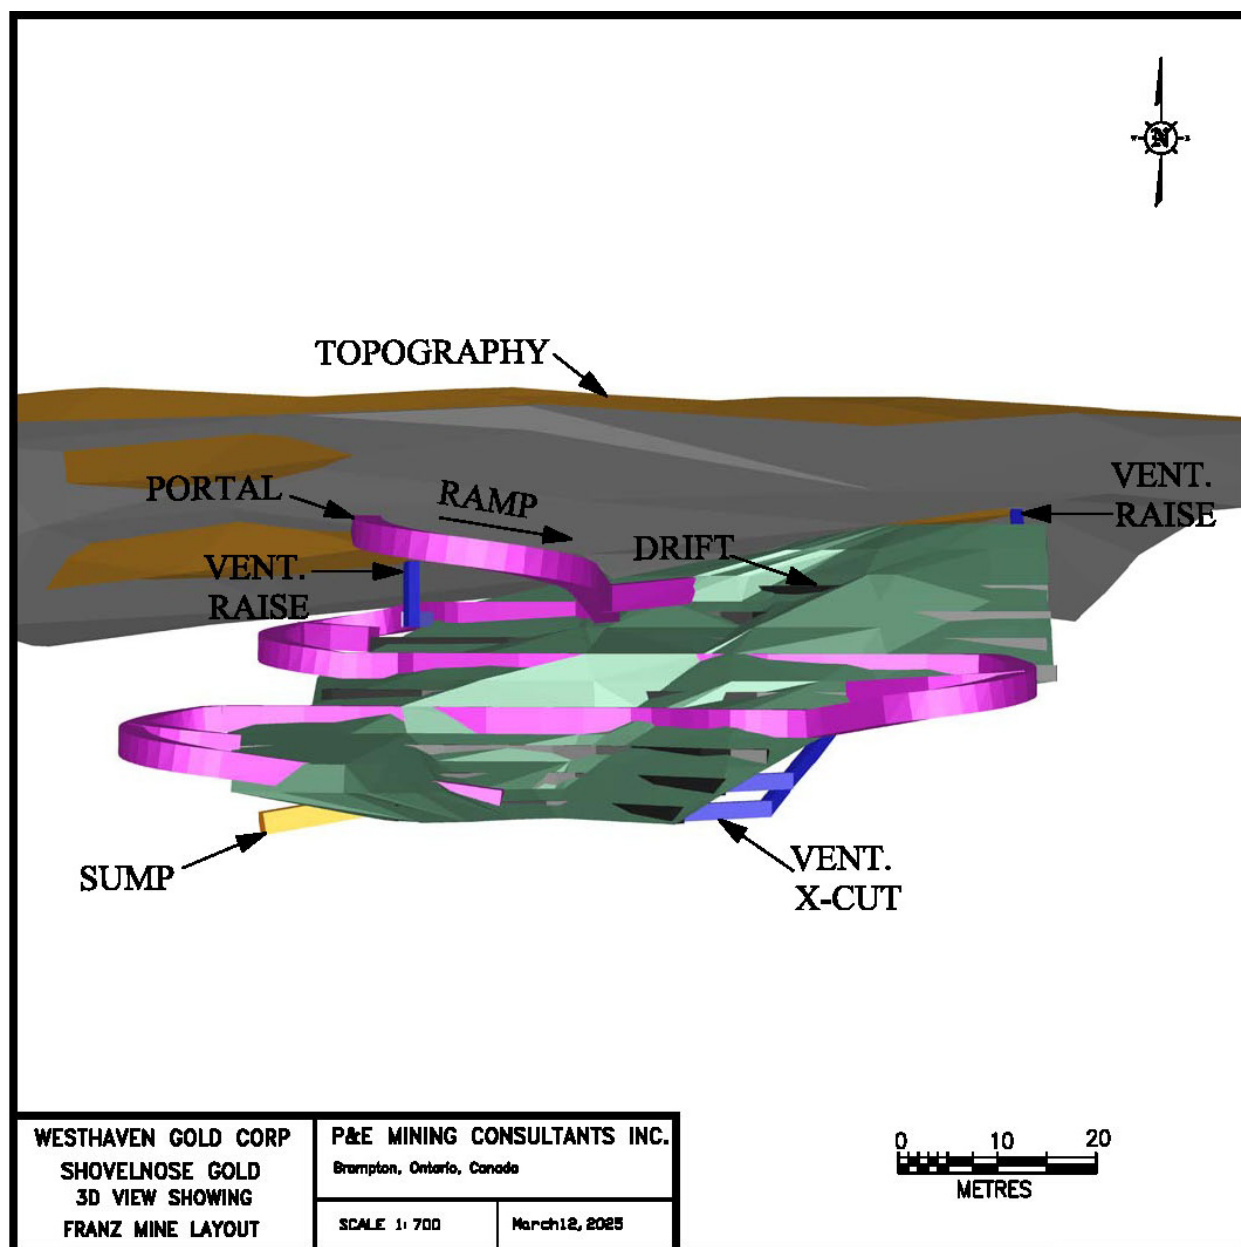 N
TOPOGRAPHY
PORTAL
RAMP
VENT.
RAISE
DRIFT
VENT.
RAISE
SUMP
VENT.
X-CUT
WESTHAVEN GOLD CORP
SHOVELNOSE GOLD
3D VIEW SHOWING
FRANZ MINE LAYOUT
P&E MINING CONSULTANTS INC.
Brampton, Ontario, Canada
SCALE 1: 700
March12, 2025
0 10 20
METRES